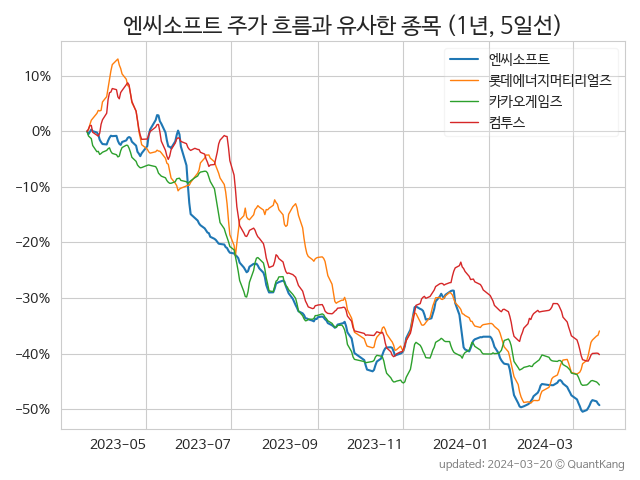 엔씨소프트 주가 흐름과 유사한 종목 (1년, 5일선)
엔씨소프트
롯데에너지머티리얼즈
카카오게임즈
컴투스
10%
0%
−10%
−20%
−30%
−40%
−50%
2023-05
2023-07
2023-09
2023-11
2024-01
2024-03
updated: 2024-03-20 © QuantKang